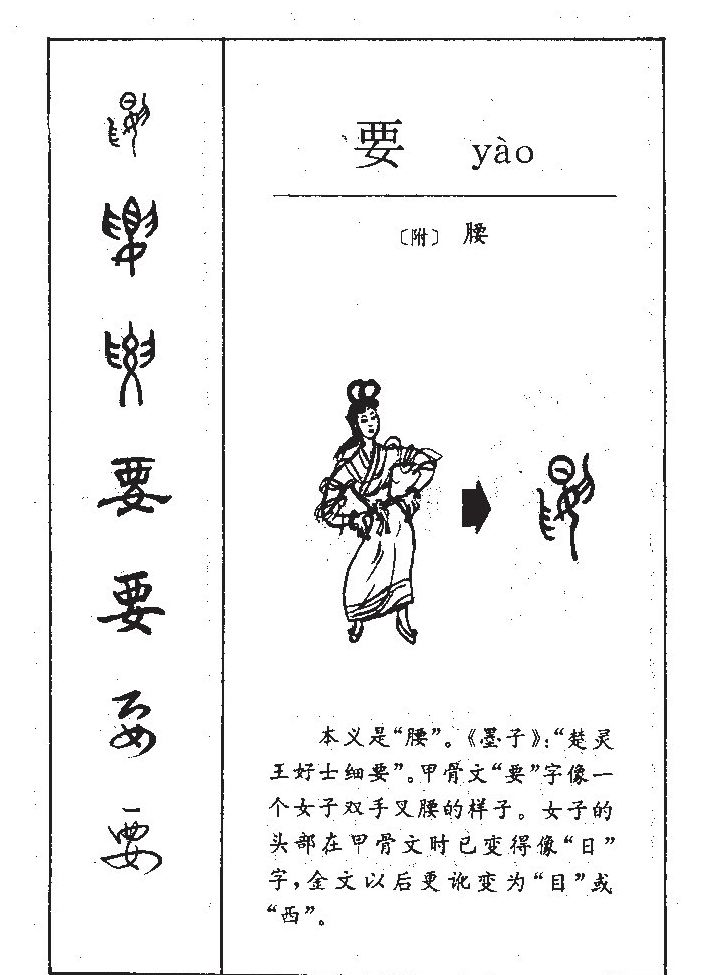 要 yào
〔附〕 腰
本义是“腰”。《墨子》:“楚灵
王好士细要”。甲骨文“要”字像一
个女子双手叉腰的样子。女子的
头部在甲骨文时已变得像“日”
字,金文以后更讹变为“目”或
“西”。
要
要
要
要